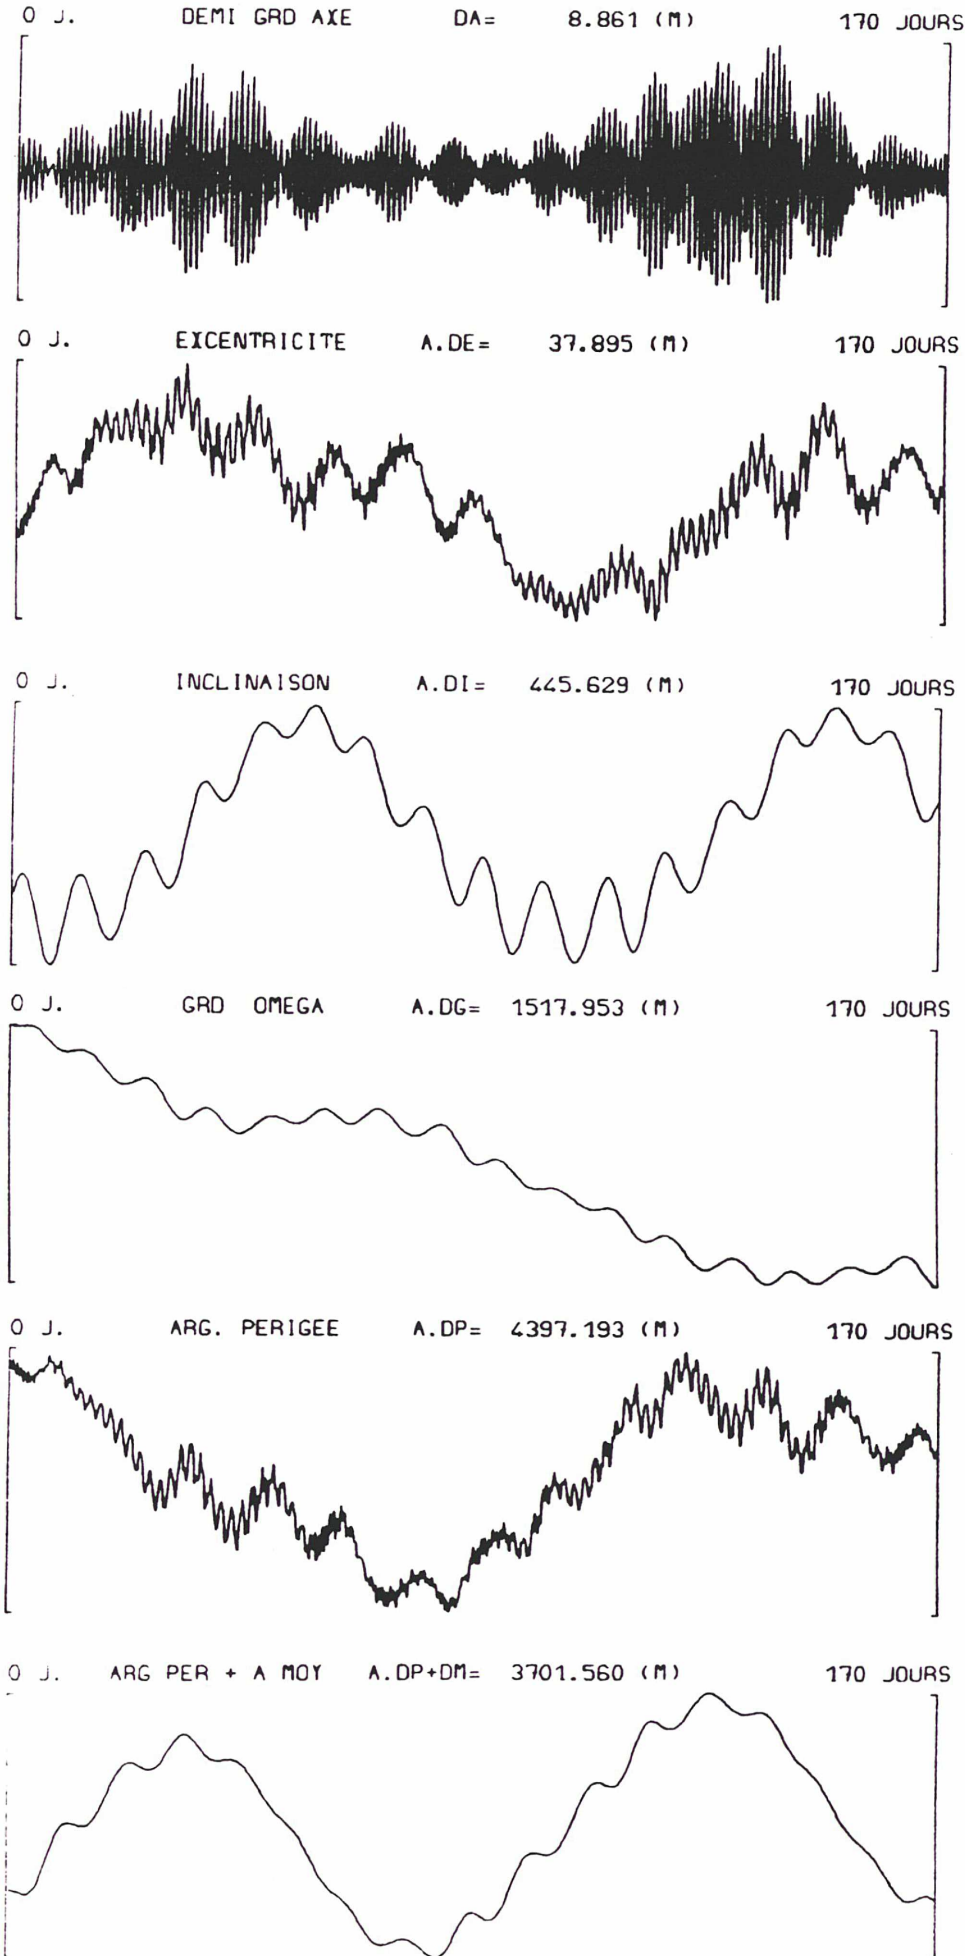 0 J. DEMI GRD AXE DA= 8.861 (M) 170 JOURS
0 J. EXCENTRICITE A.DE= 37.895 (M) 170 JOURS
0 J. INCLINAISON A.DI= 445.629 (M) 170 JOURS
0 J. GRD OMEGA A.DG= 1517.953 (M) 170 JOURS
0 J. ARG. PERIGEE A.DP= 4397.193 (M) 170 JOURS
0 J. ARG PER + A MOY A.DP+DM= 3701.560 (M) 170 JOURS